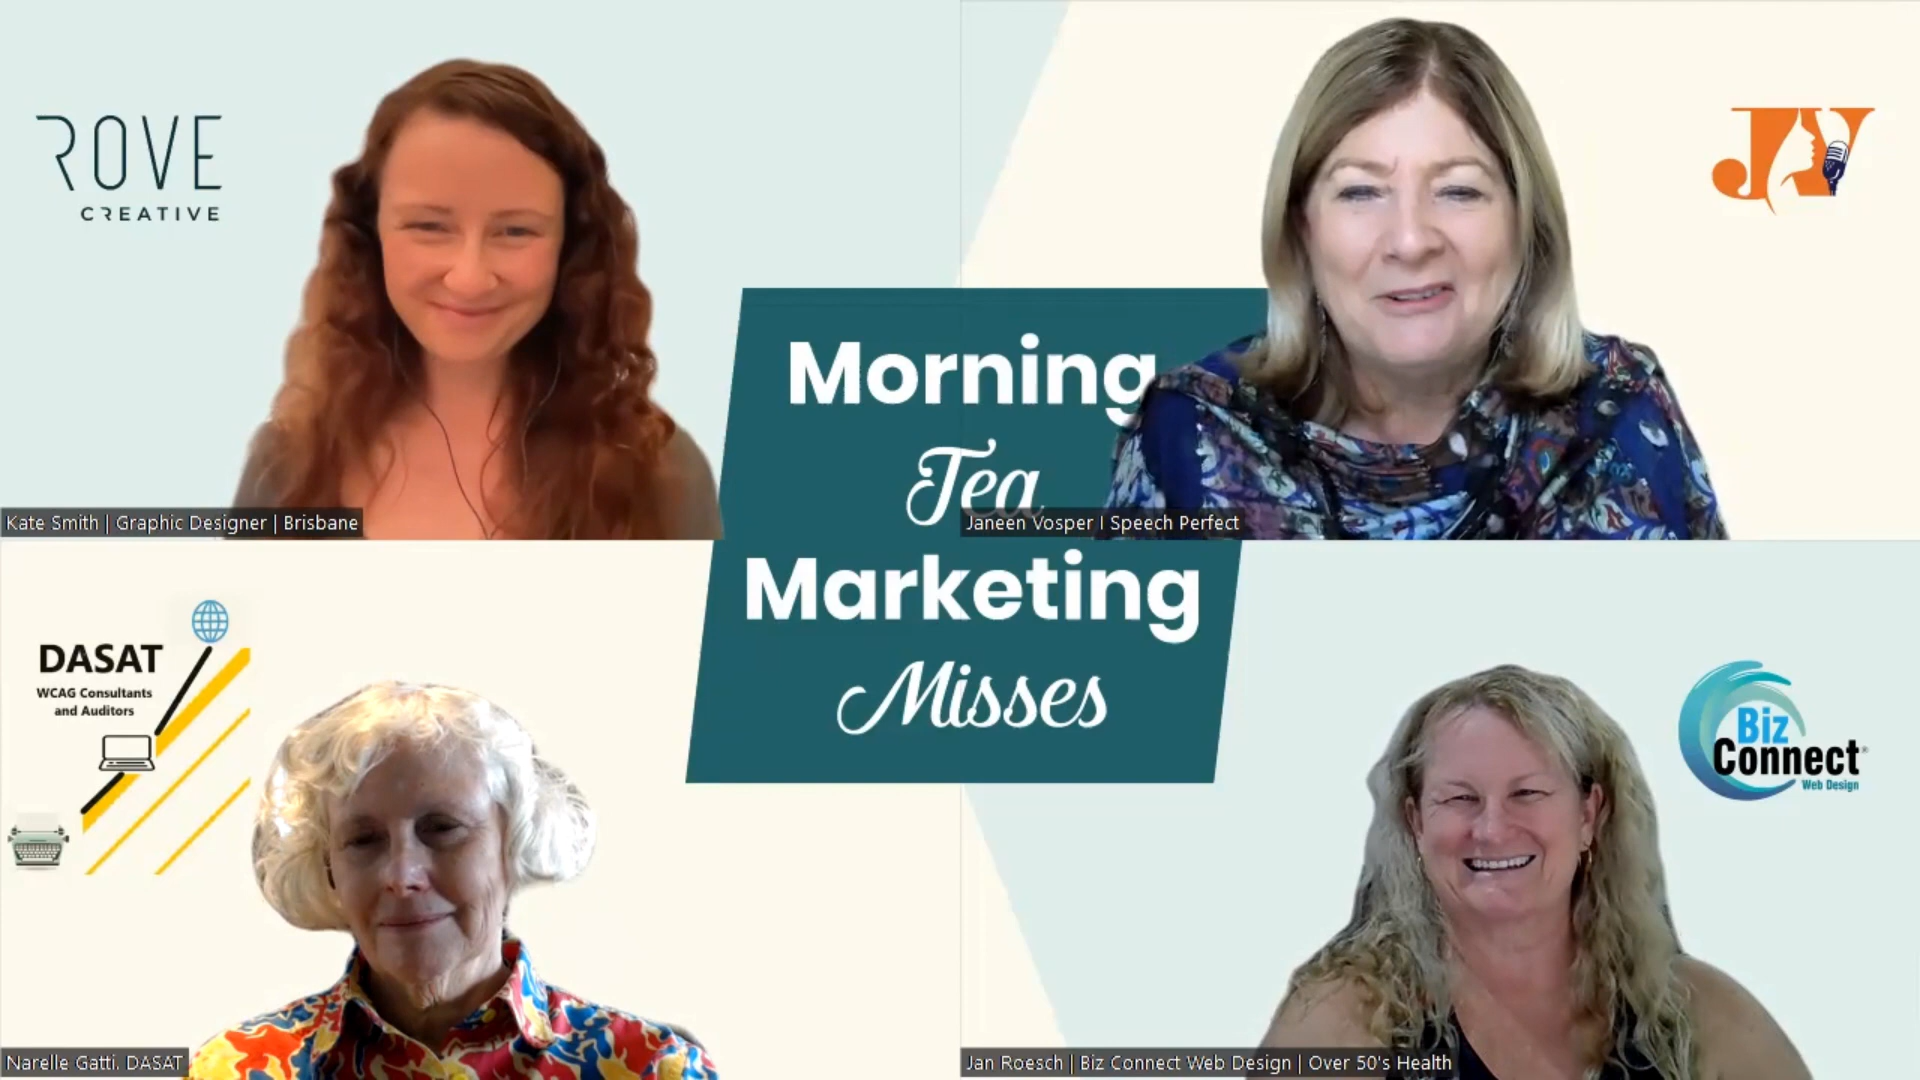 ROVE
CREATIVE
JV
Morning
Tea
Kate Smith | Graphic Designer | Brisbane
Janeen Vosper I Speech Perfect
Marketing
Misses
DASAT
WCAG Consultants
and Auditors
Biz
Connect®
Web Design
Narelle Gatti. DASAT
Jan Roesch | Biz Connect Web Design | Over 50's Health